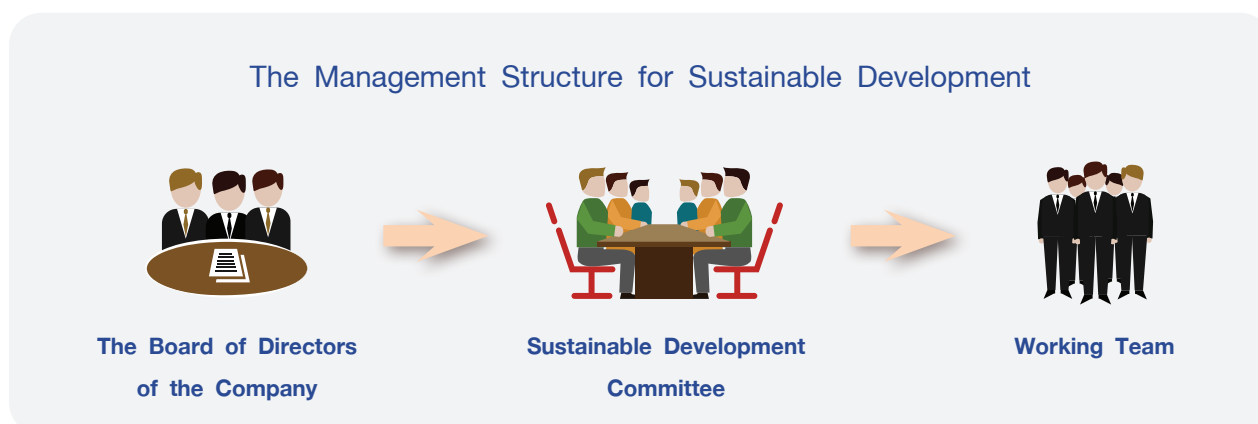 The Management Structure for Sustainable Development
The Board of Directors
of the Company
Sustainable Development
Committee
Working Team